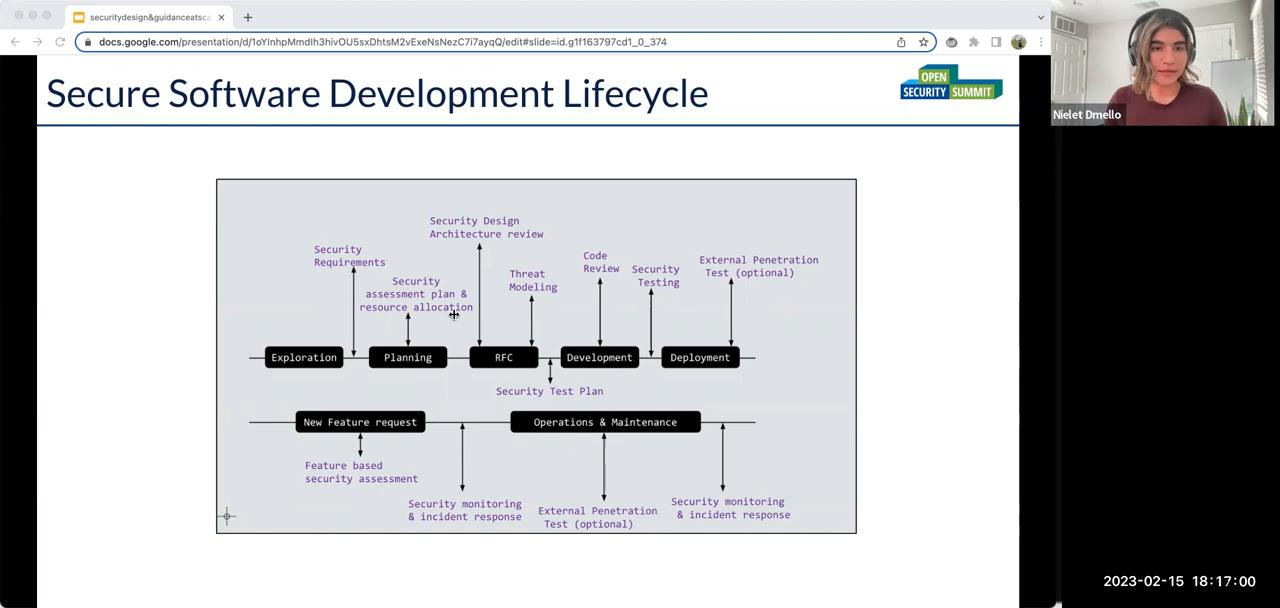 securitydesign&guidanceatsca
docs.google.com/presentation/d/1oYInhpMmdIh3hivOU5sxDhtsM2vExeNsNezC7i7ayqQ/edit#slide=id.g1f163797cd1_0_374
Secure Software Development Lifecycle
OPEN
SECURITY SUMMIT
Nielet Dmello
Security Design
Architecture review
Security
Requirements
Security
assessment plan &
resource allocation
Threat
Modeling
Code
Review
Security
Testing
External Penetration
Test (optional)
Exploration
Planning
RFC
Development
Deployment
Security Test Plan
New Feature request
Operations & Maintenance
Feature based
security assessment
Security monitoring
& incident response
External Penetration
Test (optional)
Security monitoring
& incident response
2023-02-15 18:17:00